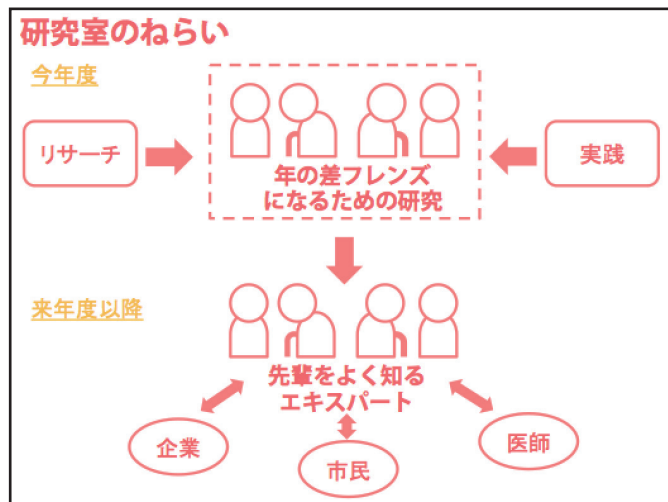 研究室のねらい
今年度
リサーチ
実践
年の差フレンズ
になるための研究
来年度以降
先輩をよく知る
エキスパート
企業
市民
医師